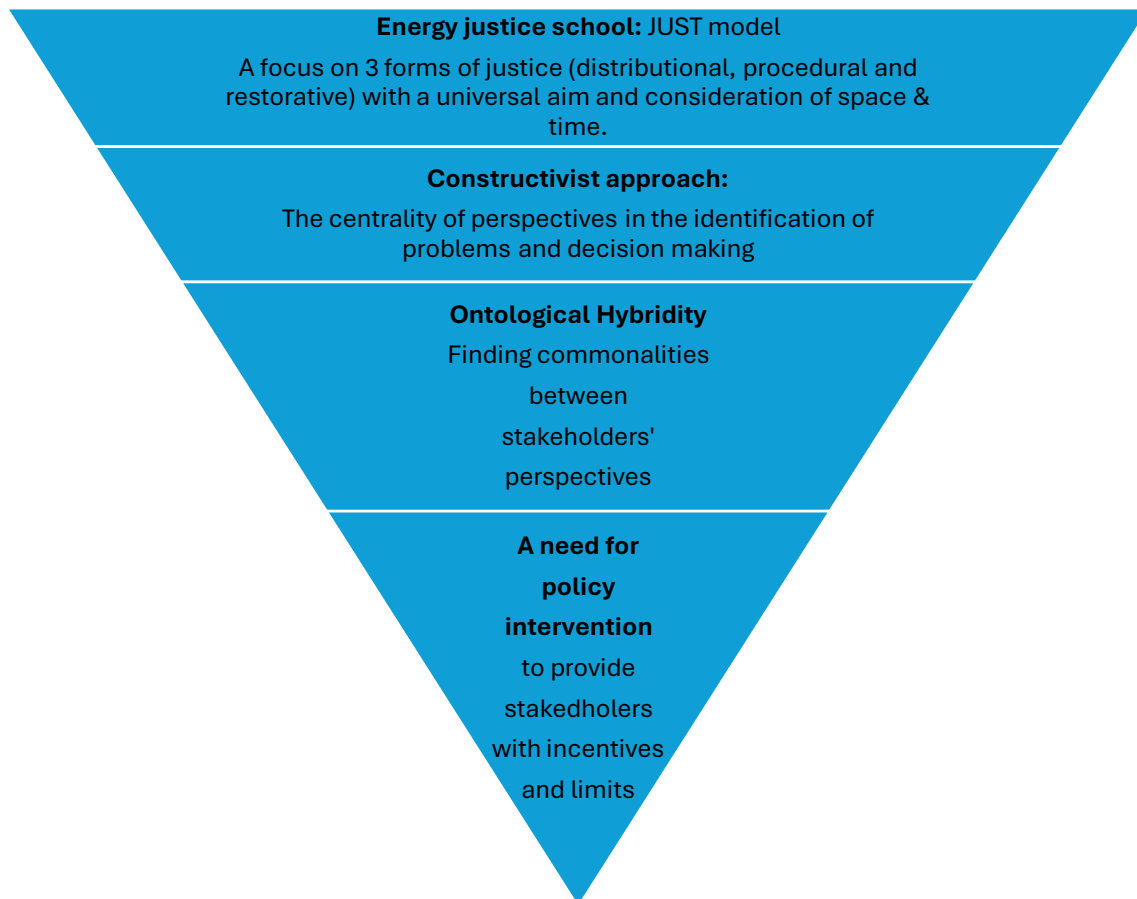 Energy justice school: JUST model
A focus on 3 forms of justice (distributional, procedural and
restorative) with a universal aim and consideration of space &
time.
Constructivist approach:
The centrality of perspectives in the identification of
problems and decision making
Ontological Hybridity
Finding commonalities
between
stakeholders'
perspectives
A need for
policy
intervention
to provide
stakedholers
with incentives
and limits